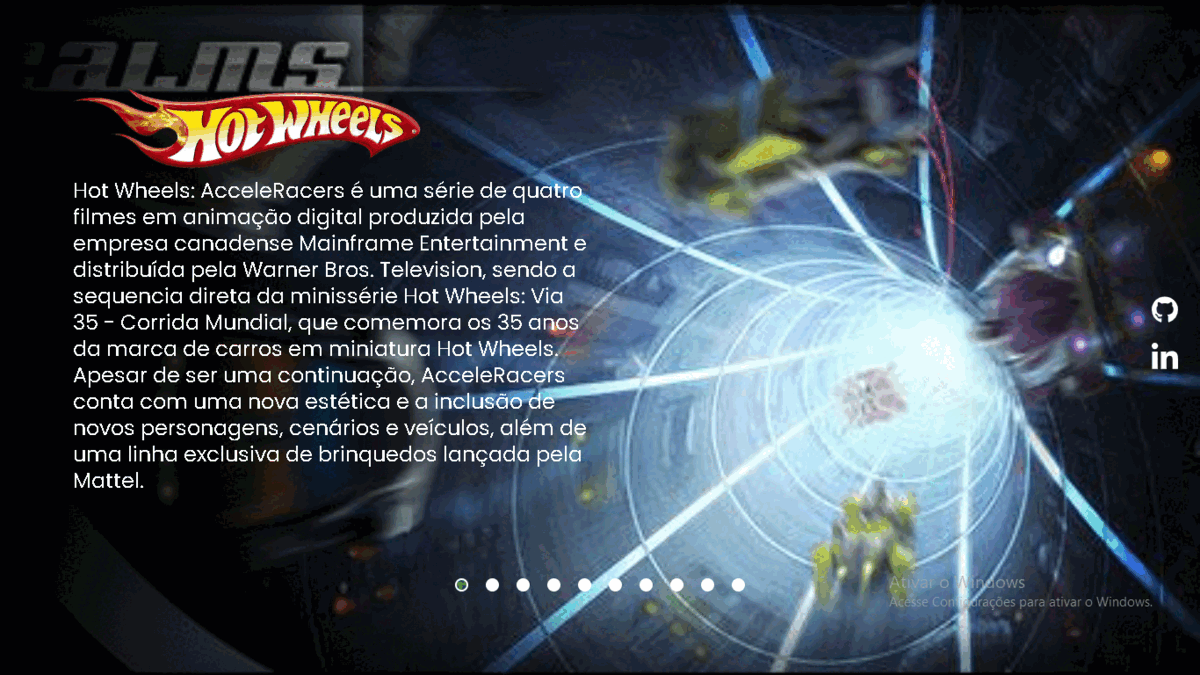 aLMS
HOT WHEELS
Hot Wheels: AcceleRacers é uma série de quatro
filmes em animação digital produzida pela
empresa canadense Mainframe Entertainment e
distribuída pela Warner Bros. Television, sendo a
sequencia direta da minissérie Hot Wheels: Via
35 - Corrida Mundial, que comemora os 35 anos
da marca de carros em miniatura Hot Wheels.
Apesar de ser uma continuação, AcceleRacers
conta com uma nova estética e a inclusão de
novos personagens, cenários e veículos, além de
uma linha exclusiva de brinquedos lançada pela
Mattel.
in
Ativar o Windows
Acesse Configurações para ativar o Windows.